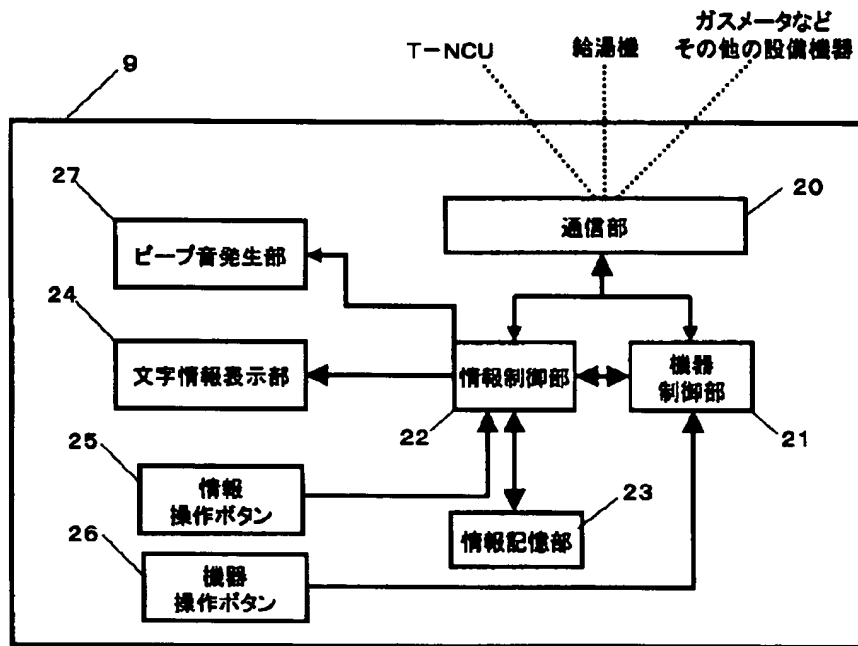 ガスメータなど
T－NCU
給湯機
その他の設備機器
9
27
20
ビープ音発生部
通信部
24
文字情報表示部
情報制御部
機器
制御部
22
21
25
情報
操作ボタン
23
情報記憶部
26
機器
操作ボタン